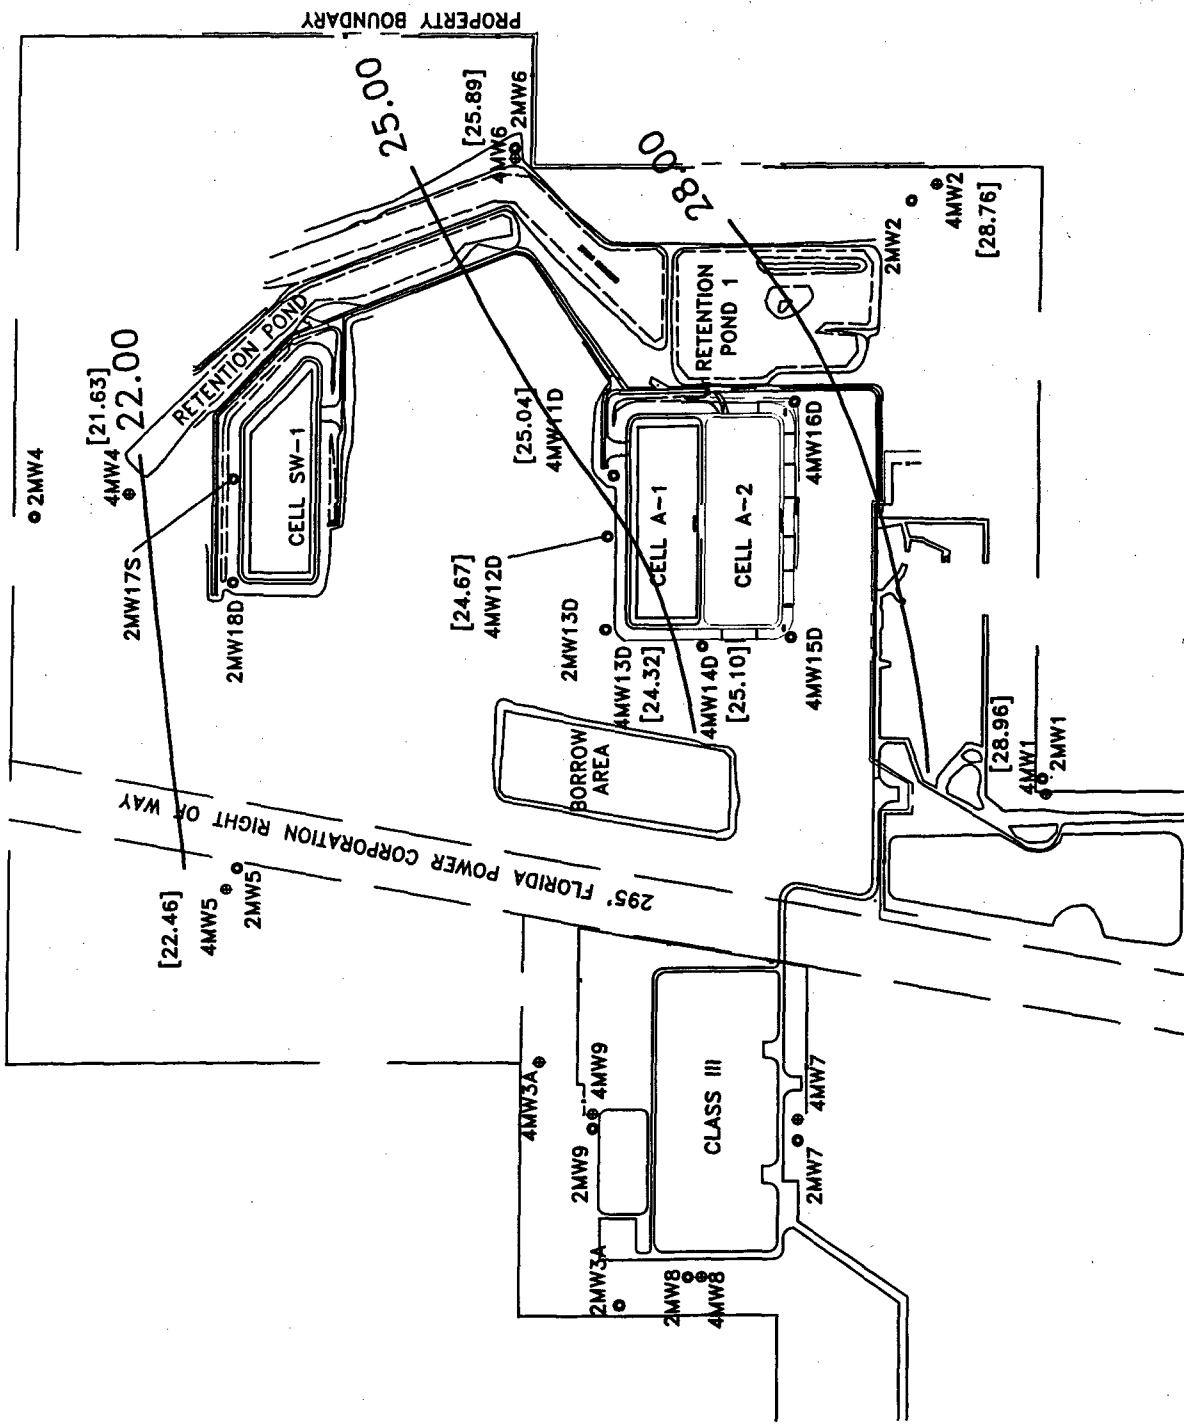 PROPERTY BOUNDARY
25.00
[25.89]
2MW6
4MW6
28.00
2MW4
[21.63]
4MW4
22.00
RETENTION POND
2MW17S
CELL SW-1
2MW18D
[25.04]
4MW11D
RETENTION
POND 1
2MW2
4MW2
[28.76]
4MW16D
[24.67]
4MW12D
CELL A-1
CELL A-2
2MW13D
4MW13D
[24.32]
4MW14D
[25.10]
4MW15D
BORROW
AREA
[28.96]
4MW1
2MW1
295' FLORIDA POWER CORPORATION RIGHT OF WAY
[22.46]
4MW5
2MW5
4MW3A
4MW9
2MW9
CLASS III
4MW7
2MW7
2MW3A
2MW8
4MW8